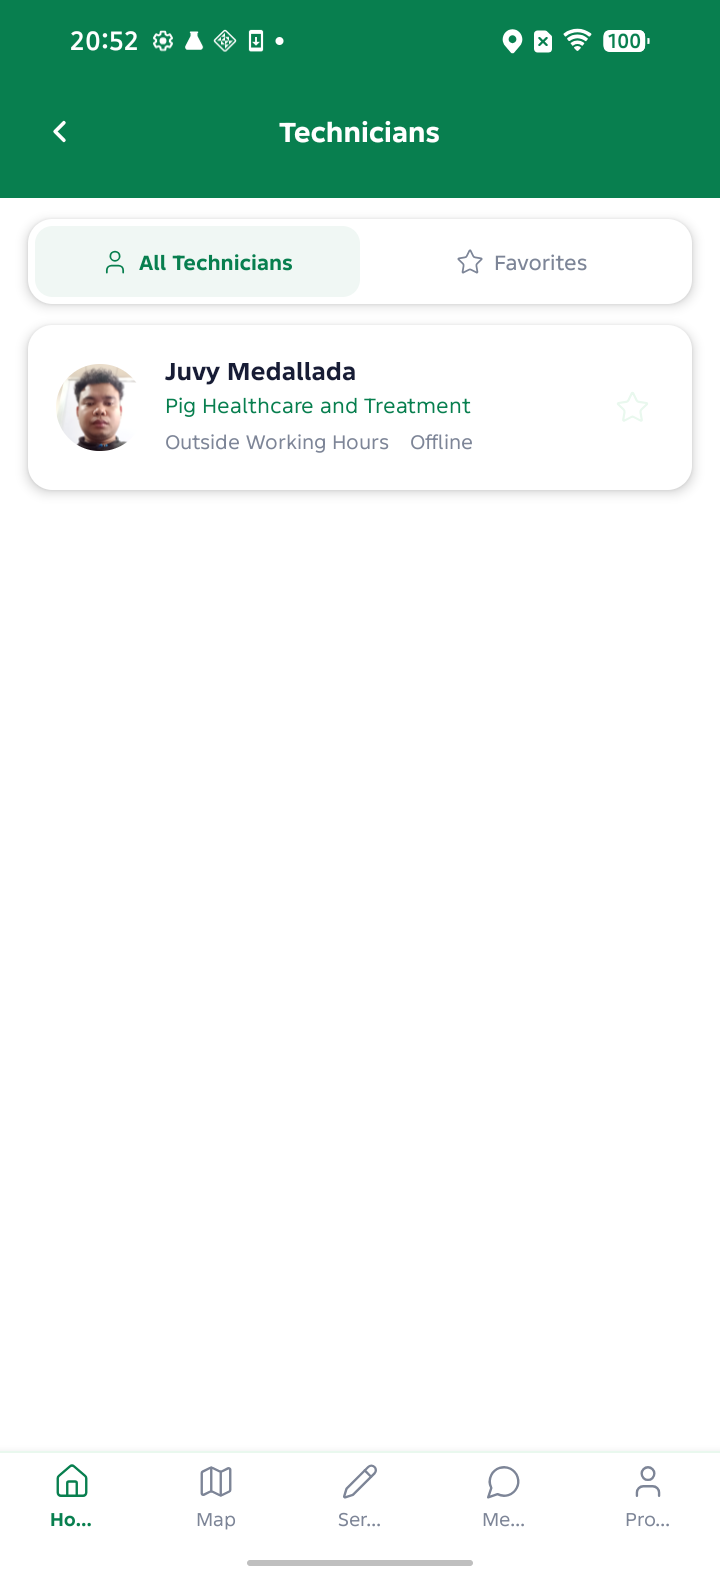 20:52
100
Technicians
All Technicians
Favorites
Juvy Medallada
Pig Healthcare and Treatment
Outside Working Hours Offline
Ho...
Map
Ser...
Me...
Pro...